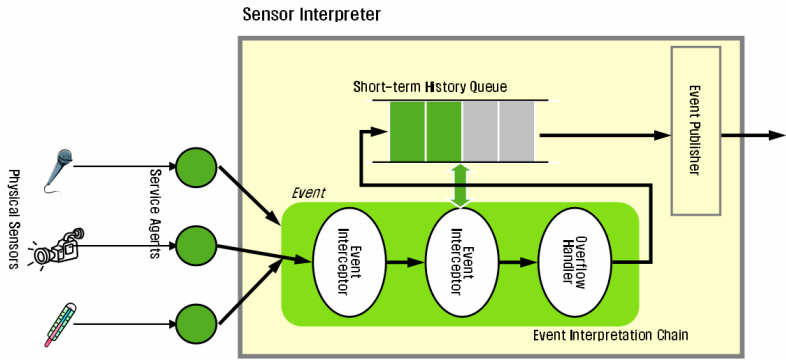 Sensor Interpreter
Short-term History Queue
Event Publisher
Physical Sensors
Service Agents
Event
Event
Interceptor
Event
Interceptor
Overflow
Handler
Event Interpretation Chain